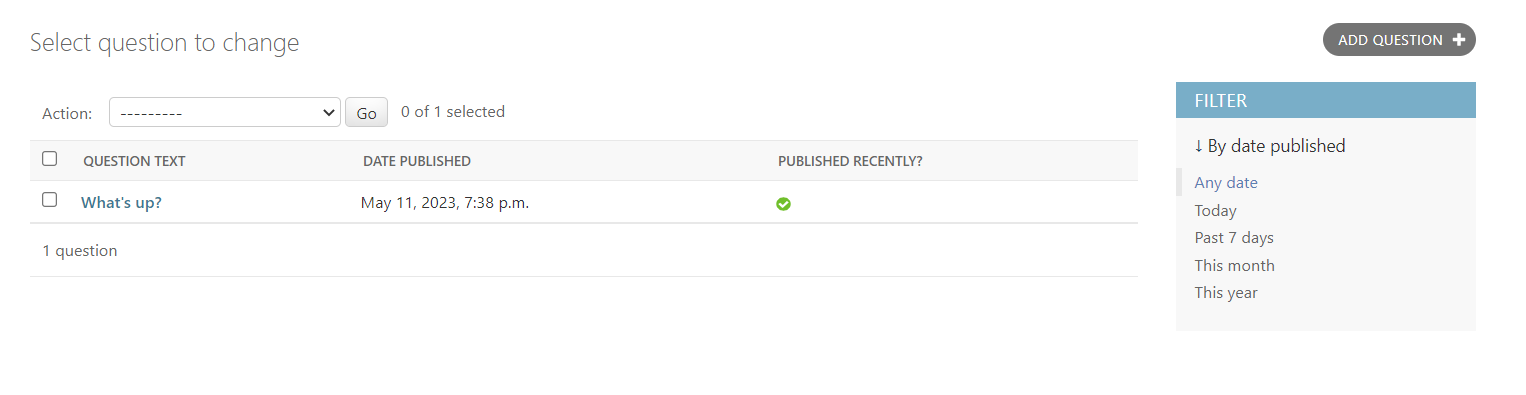 Select question to change
ADD QUESTION
Action: --------- Go 0 of 1 selected
QUESTION TEXT DATE PUBLISHED PUBLISHED RECENTLY?
What's up? May 11, 2023, 7:38 p.m.
1 question
FILTER
↓ By date published
Any date
Today
Past 7 days
This month
This year